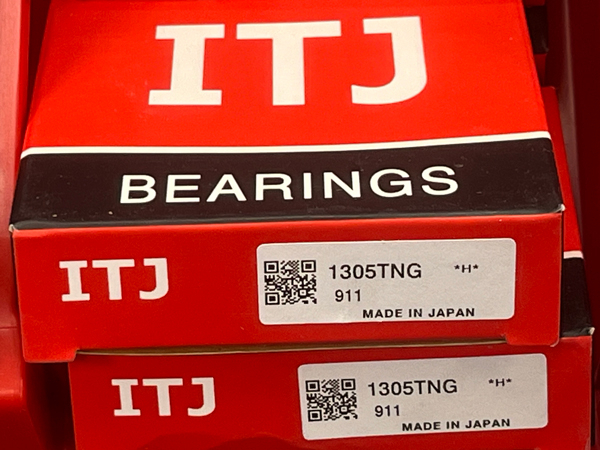 ITJ
BEARINGS
ITJ
1305TNG *H*
911
MADE IN JAPAN
ITJ
1305TNG *H*
911
MADE IN JAPAN